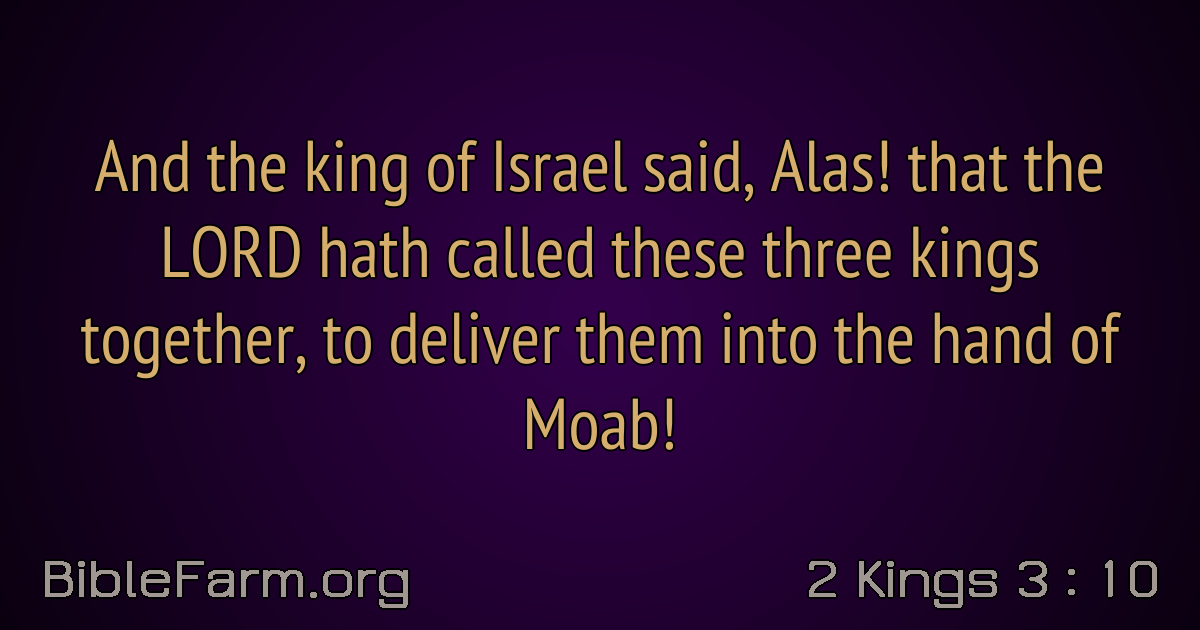 And the king of Israel said, Alas! that the
LORD hath called these three kings
together, to deliver them into the hand of
Moab!
BibleFarm.org
2 Kings 3 : 10